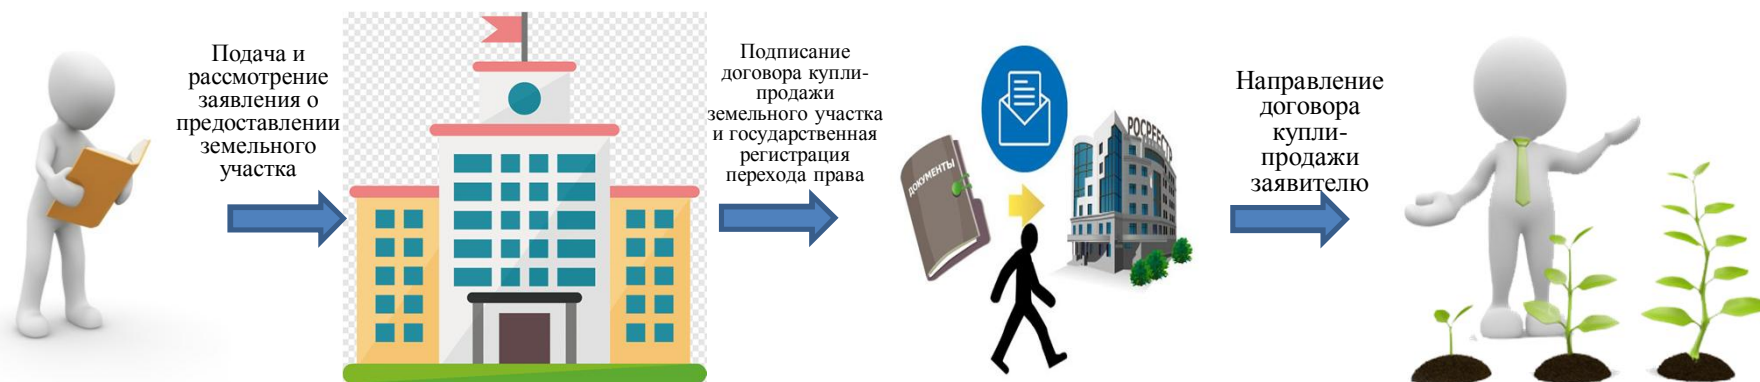 Подача и
рассмотрение
заявления о
предоставлении
земельного
участка
Подписание
договора купли-
продажи
земельного участка
и государственная
регистрация
перехода права
ДОКУМЕНТЫ
РОСРЕЕСТР
Направление
договора
купли-
продажи
заявителю